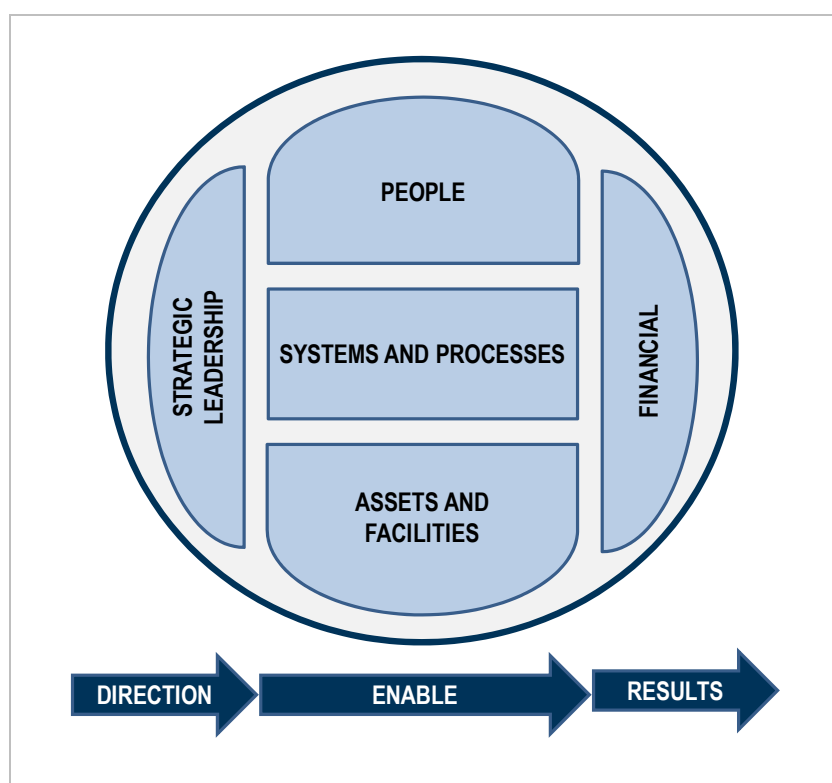 PEOPLE
STRATEGIC
LEADERSHIP
SYSTEMS AND PROCESSES
FINANCIAL
ASSETS AND
FACILITIES
DIRECTION
ENABLE
RESULTS